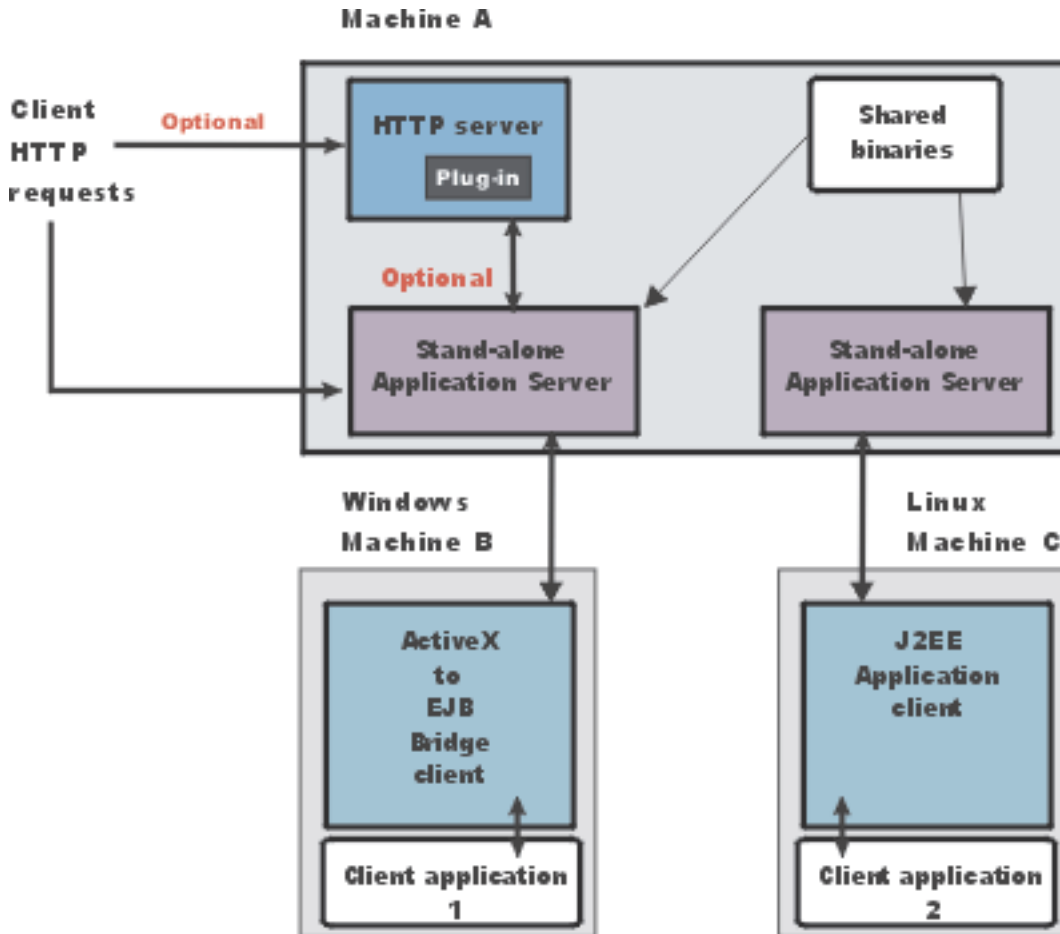 Machine A
Client
HTTP
requests
Optional
HTTP server
Plug-in
Shared
binaries
Optional
Stand-alone
Application Server
Stand-alone
Application Server
Windows
Machine B
Linux
Machine C
ActiveX
to
EJB
Bridge
client
J2EE
Application
client
Client application
1
Client application
2